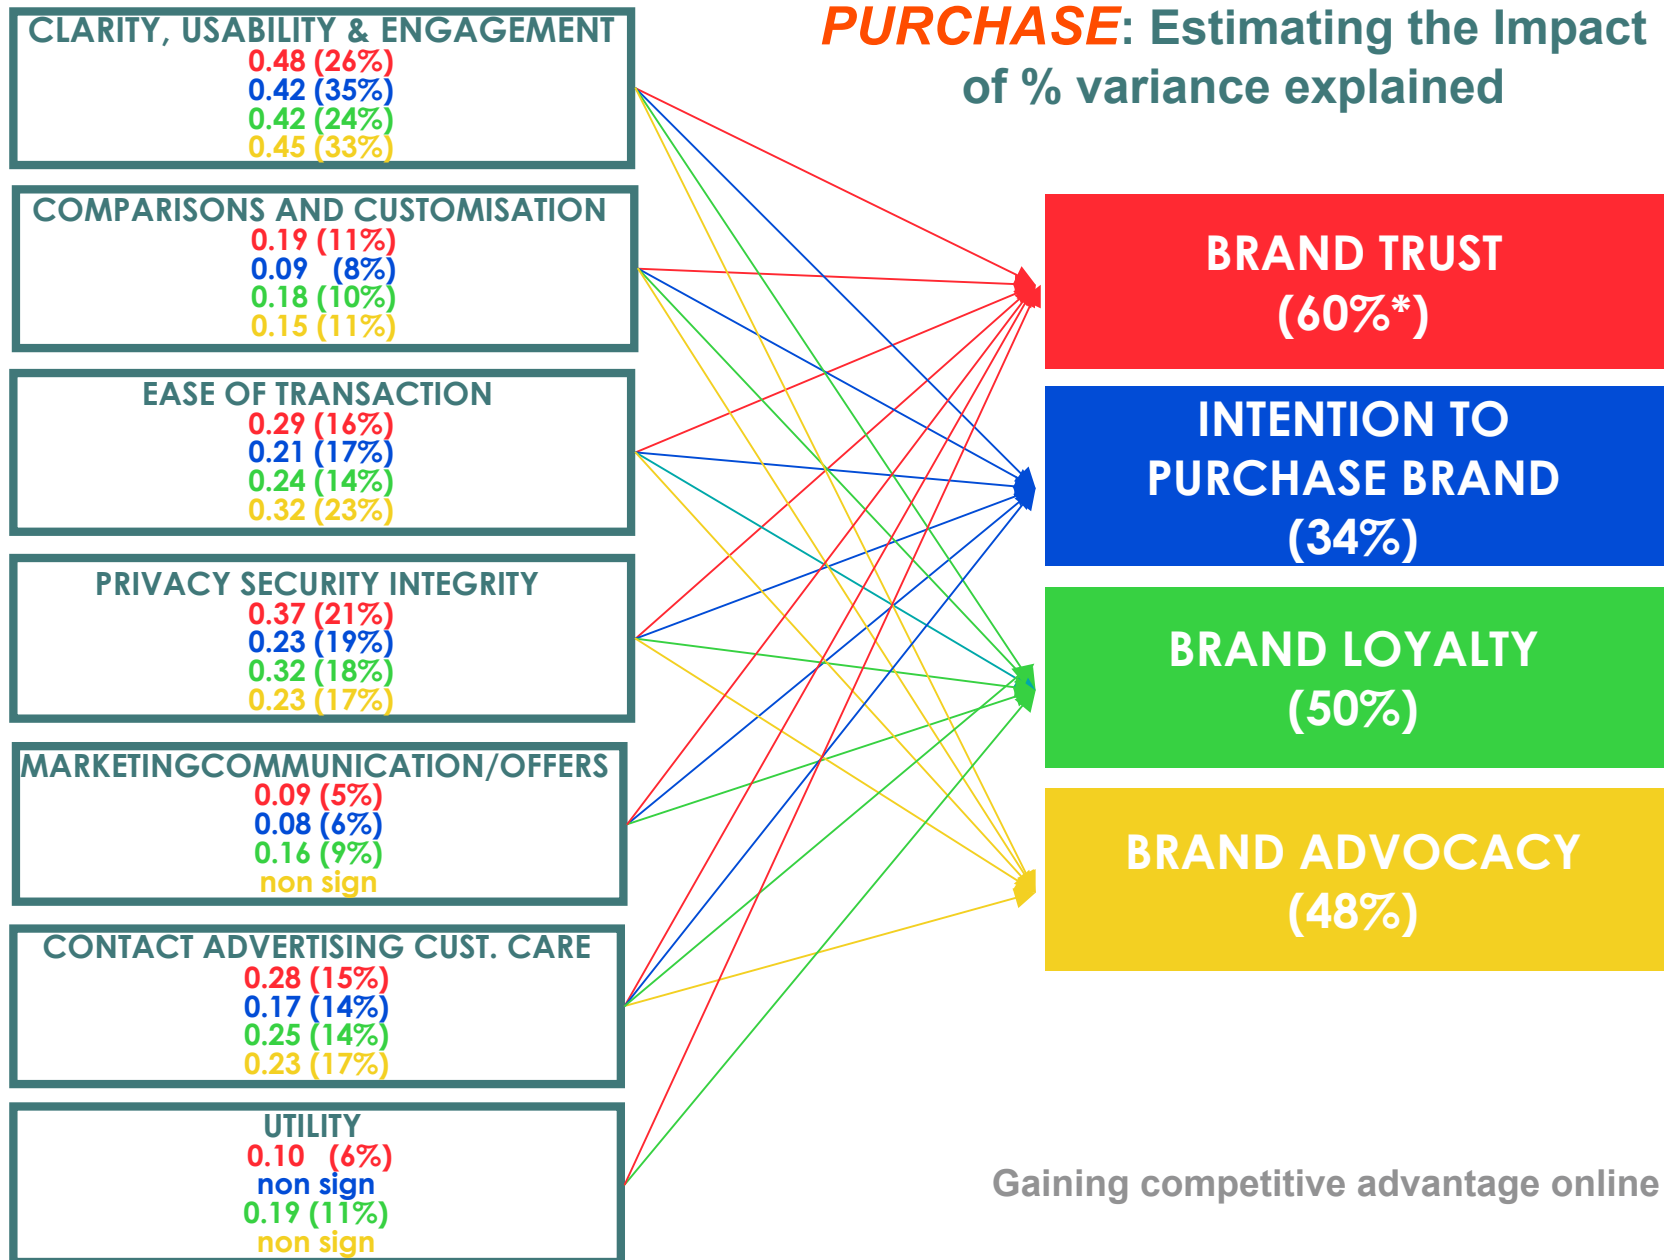 PURCHASE: Estimating the Impact
of % variance explained
CLARITY, USABILITY & ENGAGEMENT
0.48 (26%)
0.42 (35%)
0.42 (24%)
0.45 (33%)
COMPARISONS AND CUSTOMISATION
0.19 (11%)
0.09 (8%)
0.18 (10%)
0.15 (11%)
EASE OF TRANSACTION
0.29 (16%)
0.21 (17%)
0.24 (14%)
0.32 (23%)
PRIVACY SECURITY INTEGRITY
0.37 (21%)
0.23 (19%)
0.32 (18%)
0.23 (17%)
MARKETINGCOMMUNICATION/OFFERS
0.09 (5%)
0.08 (6%)
0.16 (9%)
non sign
CONTACT ADVERTISING CUST. CARE
0.28 (15%)
0.17 (14%)
0.25 (14%)
0.23 (17%)
UTILITY
0.10 (6%)
non sign
0.19 (11%)
non sign
BRAND TRUST
(60%*)
INTENTION TO
PURCHASE BRAND
(34%)
BRAND LOYALTY
(50%)
BRAND ADVOCACY
(48%)
Gaining competitive advantage online